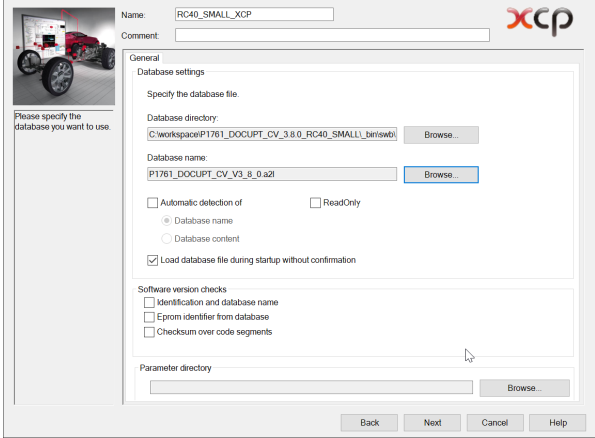 Name:
RC40_SMALL_XCP
xcp
Comment:
General
Database settings
Please specify the
database you want to use.
Specify the database file.
Database directory:
C:\workspace\P1761_DOCUPT_CV_3.8.0_RC40_SMALL\_bin\swb\
Browse...
Database name:
P1761_DOCUPT_CV_V3_8_0.a2l
Browse...
Automatic detection of
ReadOnly
Database name
Database content
Load database file during startup without confirmation
Software version checks
Identification and database name
Eprom identifier from database
Checksum over code segments
Parameter directory
Browse...
Back
Next
Cancel
Help